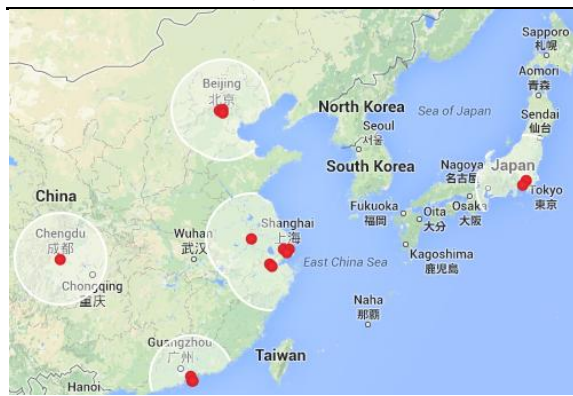 Sapporo
札幌
Aomori
青森
Beijing
北京
North Korea
Sea of Japan
Sendai
仙台
Seoul
서울
South Korea
Nagoya
名古屋
Japan
China
Tokyo
東京
Fukuoka
福岡
Osaka
大阪
Oita
大分
Chengdu
成都
Wuhan
武汉
Shanghai
上海
East China Sea
Kagoshima
鹿児島
Chongqing
重庆
Naha
那覇
Guangzhou
广州
Taiwan
Hanoi